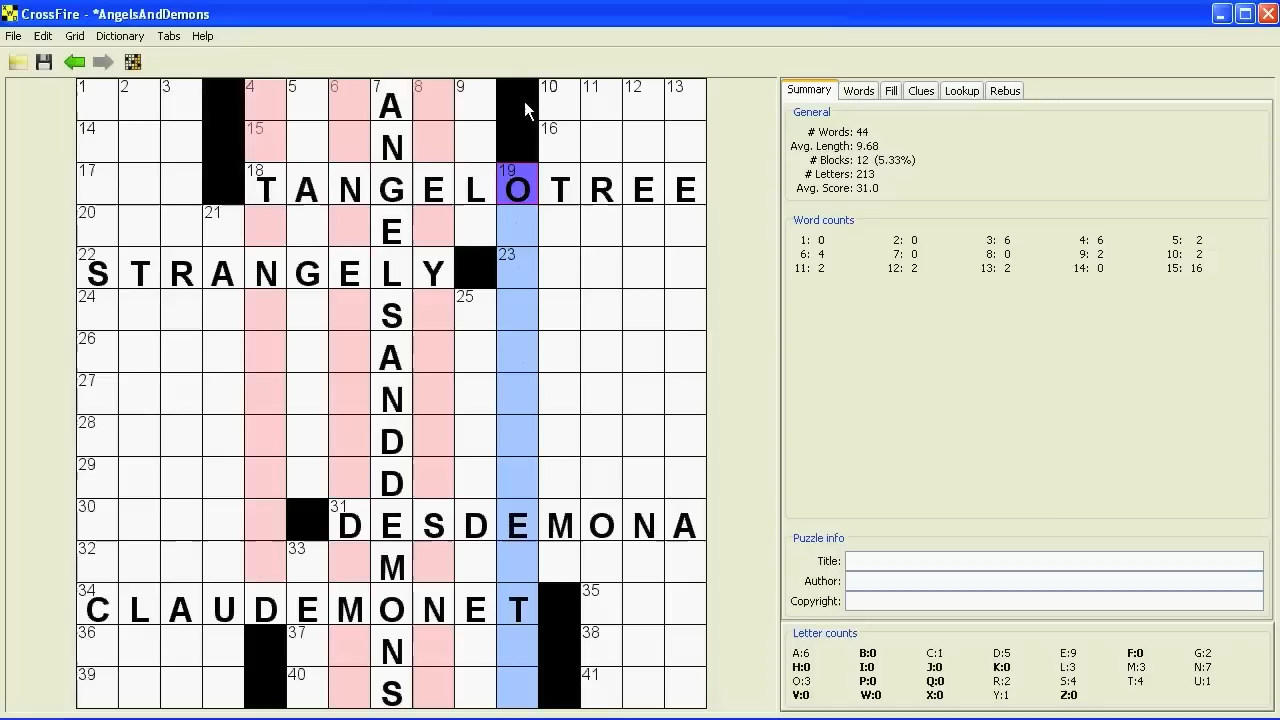 CrossFire - *AngelsAndDemons
File Edit Grid Dictionary Tabs Help
1 2 3 4 5 6 7 8 9 10 11 12 13
A
14 15 16
N
17 18 19
T A N G E L O T R E E
20 21
E
22 23
S T R A N G E L Y
24 25
S
26
A
27
N
28
D
29
D
30 31
D E S D E M O N A
32 33
M
34 35
C L A U D E M O N E T
36 37 38
N
39 40 41
S
Summary Words Fill Clues Lookup Rebus
General
# Words: 44
Avg. Length: 9.68
# Blocks: 12 (5.33%)
# Letters: 213
Avg. Score: 31.0
Word counts
1: 0 2: 0 3: 6 4: 6 5: 2
6: 4 7: 0 8: 0 9: 2 10: 2
11: 2 12: 2 13: 2 14: 0 15: 16
Puzzle info
Title:
Author:
Copyright:
Letter counts
A:6 B:0 C:1 D:5 E:9 F:0 G:2
H:0 I:0 J:0 K:0 L:3 M:3 N:7
O:3 P:0 Q:0 R:2 S:4 T:4 U:1
V:0 W:0 X:0 Y:1 Z:0